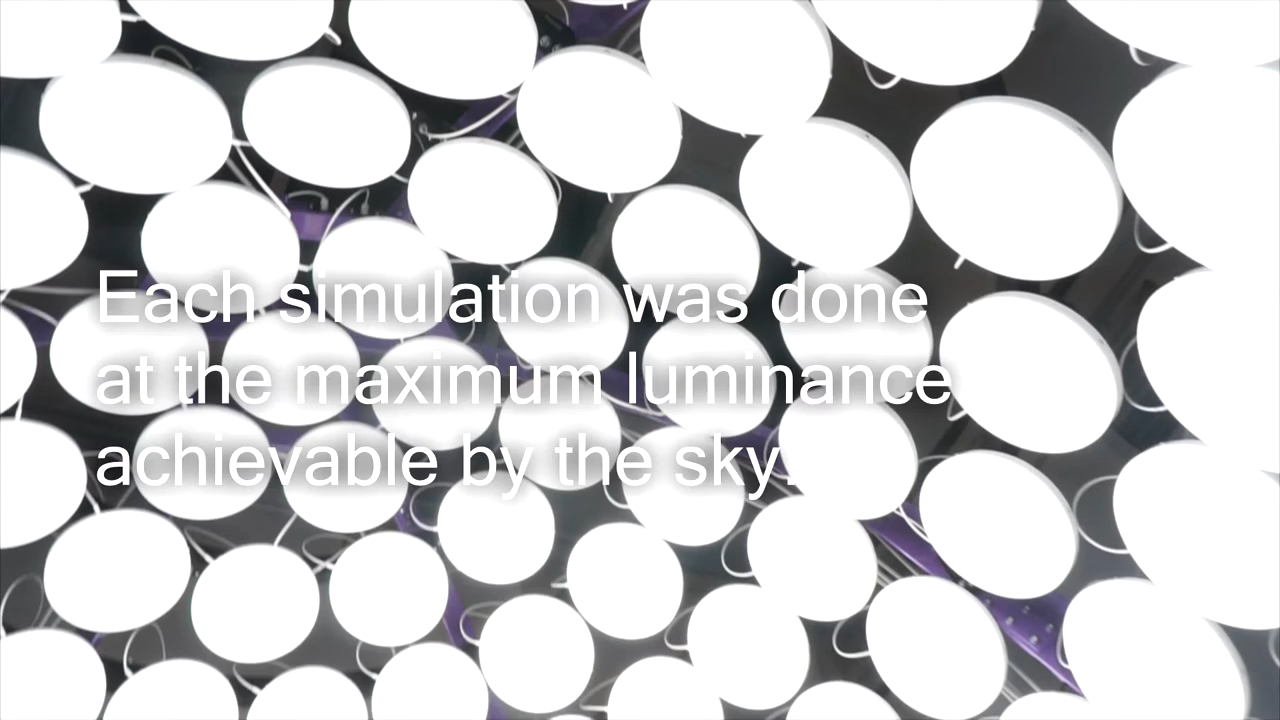 Each simulation was done
at the maximum luminance
achievable by the sky.